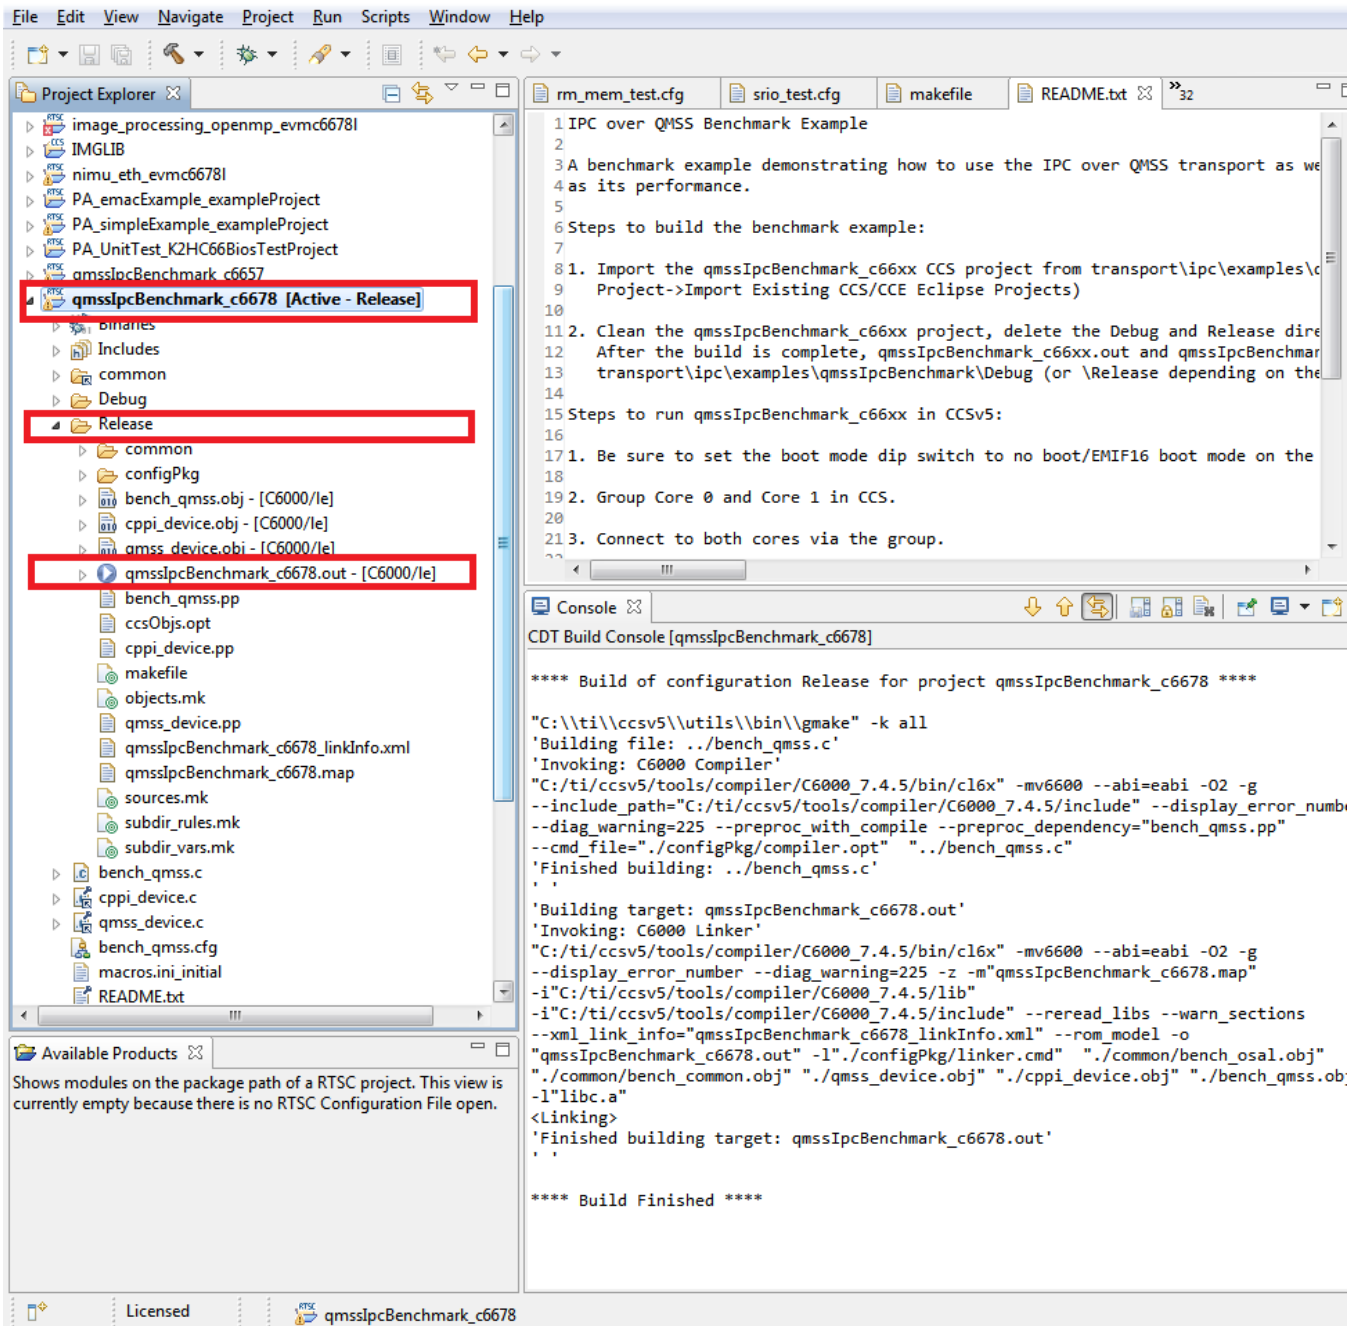 File Edit View Navigate Project Run Scripts Window Help
Project Explorer
RTSC image_processing_openmp_evmc6678l
CCS IMGLIB
RTSC nimu_eth_evmc6678l
RTSC PA_emacExample_exampleProject
RTSC PA_simpleExample_exampleProject
RTSC PA_UnitTest_K2HC66BiosTestProject
RTSC qmssIpcBenchmark_c6657
RTSC qmssIpcBenchmark_c6678 [Active - Release]
Binaries
Includes
common
Debug
Release
common
configPkg
bench_qmss.obj - [C6000/le]
cppi_device.obj - [C6000/le]
qmss_device.obj - [C6000/le]
qmssIpcBenchmark_c6678.out - [C6000/le]
bench_qmss.pp
ccsObjs.opt
cppi_device.pp
makefile
objects.mk
qmss_device.pp
qmssIpcBenchmark_c6678_linkInfo.xml
qmssIpcBenchmark_c6678.map
sources.mk
subdir_rules.mk
subdir_vars.mk
bench_qmss.c
cppi_device.c
qmss_device.c
bench_qmss.cfg
macros.ini_initial
README.txt
Available Products
Shows modules on the package path of a RTSC project. This view is
currently empty because there is no RTSC Configuration File open.
rm_mem_test.cfg srio_test.cfg makefile README.txt »32
1 IPC over QMSS Benchmark Example
2
3 A benchmark example demonstrating how to use the IPC over QMSS transport as we
4 as its performance.
5
6 Steps to build the benchmark example:
7
8 1. Import the qmssIpcBenchmark_c66xx CCS project from transport\ipc\examples\
9 Project->Import Existing CCS/CCE Eclipse Projects)
10
11 2. Clean the qmssIpcBenchmark_c66xx project, delete the Debug and Release dire
12 After the build is complete, qmssIpcBenchmark_c66xx.out and qmssIpcBenchmar
13 transport\ipc\examples\qmssIpcBenchmark\Debug (or \Release depending on the
14
15 Steps to run qmssIpcBenchmark_c66xx in CCSv5:
16
17 1. Be sure to set the boot mode dip switch to no boot/EMIF16 boot mode on the
18
19 2. Group Core 0 and Core 1 in CCS.
20
21 3. Connect to both cores via the group.
Console
CDT Build Console [qmssIpcBenchmark_c6678]
**** Build of configuration Release for project qmssIpcBenchmark_c6678 ****
"C:\\ti\\ccsv5\\utils\\bin\\gmake" -k all
'Building file: ../bench_qmss.c'
'Invoking: C6000 Compiler'
"C:/ti/ccsv5/tools/compiler/C6000_7.4.5/bin/cl6x" -mv6600 --abi=eabi -O2 -g
--include_path="C:/ti/ccsv5/tools/compiler/C6000_7.4.5/include" --display_error_numbe
--diag_warning=225 --preproc_with_compile --preproc_dependency="bench_qmss.pp"
--cmd_file="./configPkg/compiler.opt" "../bench_qmss.c"
'Finished building: ../bench_qmss.c'
' '
'Building target: qmssIpcBenchmark_c6678.out'
'Invoking: C6000 Linker'
"C:/ti/ccsv5/tools/compiler/C6000_7.4.5/bin/cl6x" -mv6600 --abi=eabi -O2 -g
--display_error_number --diag_warning=225 -z -m"qmssIpcBenchmark_c6678.map"
-i"C:/ti/ccsv5/tools/compiler/C6000_7.4.5/lib"
-i"C:/ti/ccsv5/tools/compiler/C6000_7.4.5/include" --reread_libs --warn_sections
--xml_link_info="qmssIpcBenchmark_c6678_linkInfo.xml" --rom_model -o
"qmssIpcBenchmark_c6678.out" -l"./configPkg/linker.cmd" "./common/bench_osal.obj"
"./common/bench_common.obj" "./qmss_device.obj" "./cppi_device.obj" "./bench_qmss.obj
-l"libc.a"
<Linking>
'Finished building target: qmssIpcBenchmark_c6678.out'
' '
**** Build Finished ****
Licensed RTSC qmssIpcBenchmark_c6678